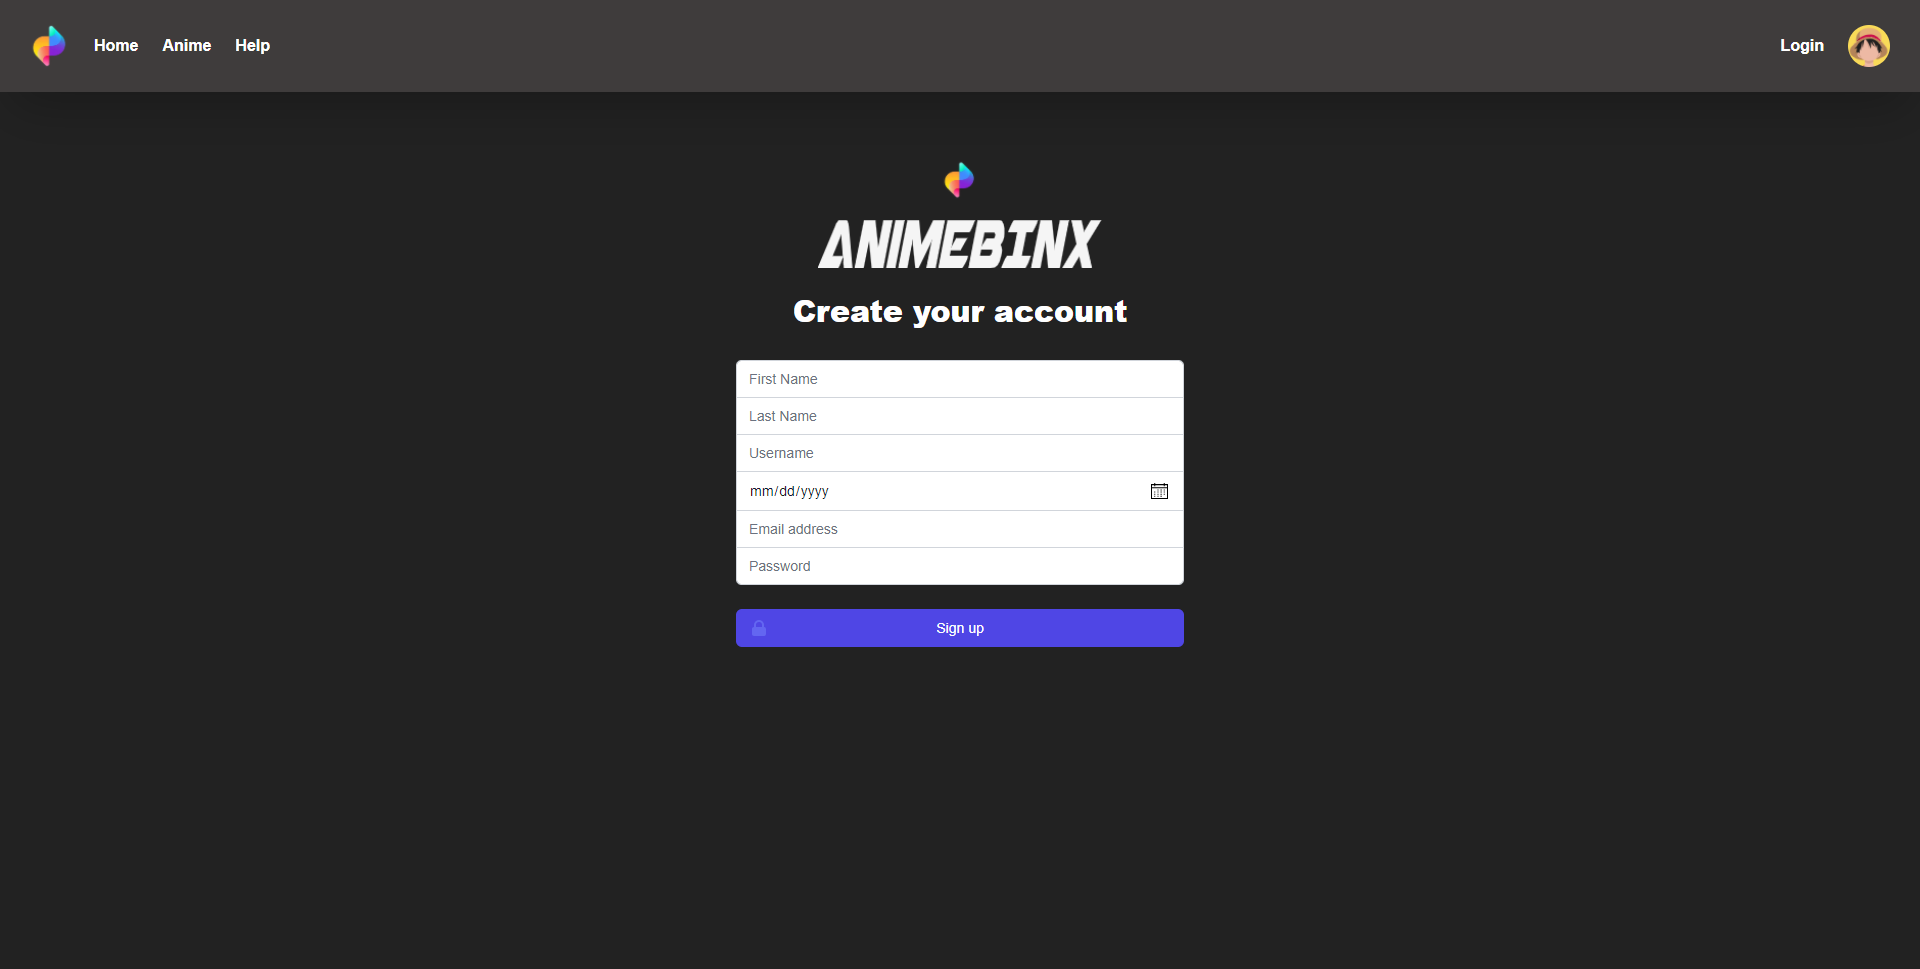 Home Anime Help Login
ANIMEBINX
Create your account
First Name
Last Name
Username
mm/dd/yyyy
Email address
Password
Sign up